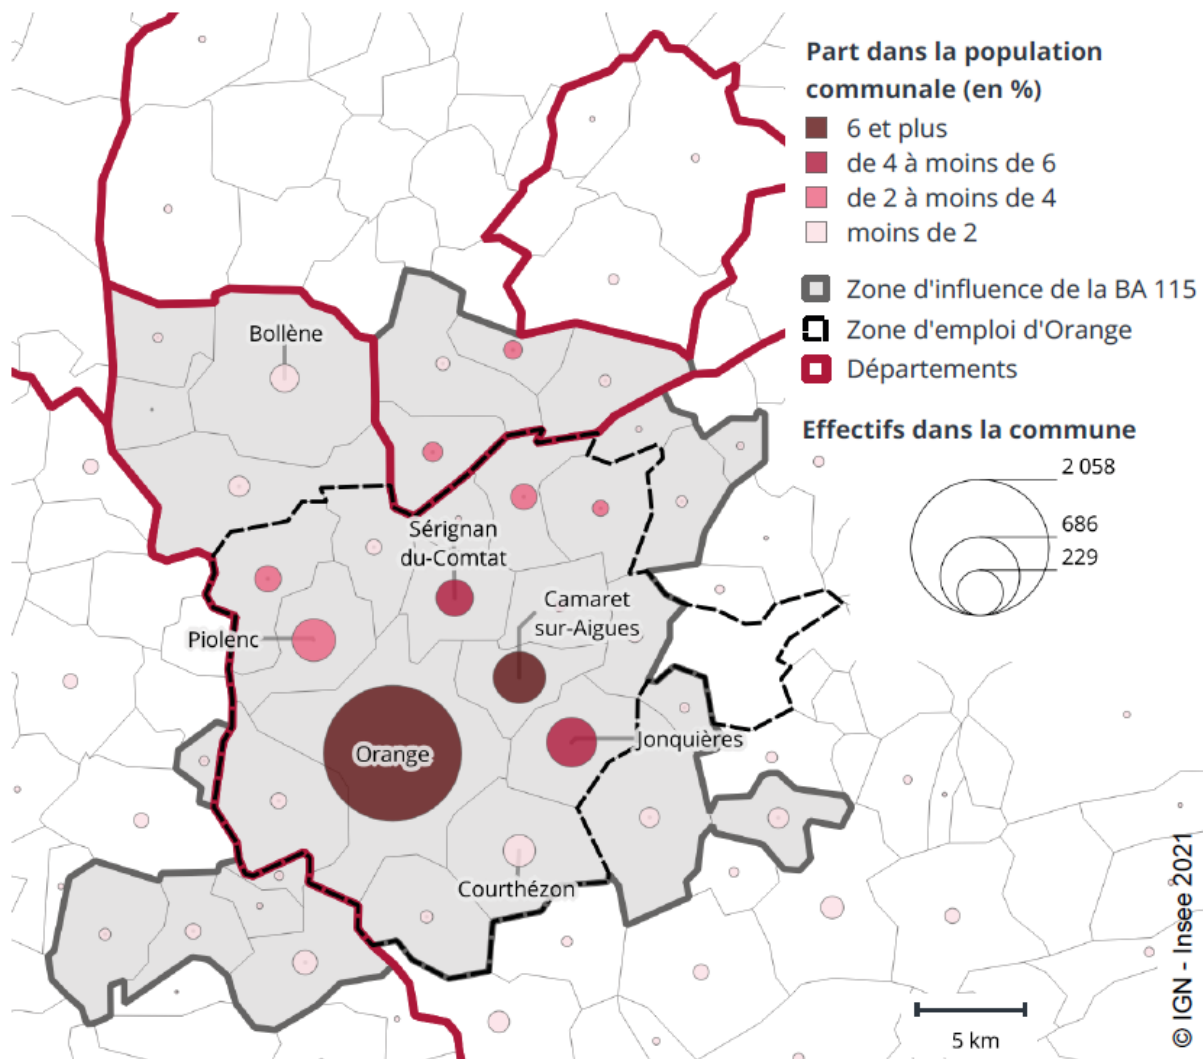 Part dans la population
communale (en %)
6 et plus
de 4 à moins de 6
de 2 à moins de 4
moins de 2
Zone d'influence de la BA 115
Zone d'emploi d'Orange
Départements
Effectifs dans la commune
2 058
686
229
Bollène
Sérignan
du-Comtat
Camaret
sur-Aigues
Piolenc
Orange
Jonquières
Courthézon
5 km
© IGN - Insee 2021